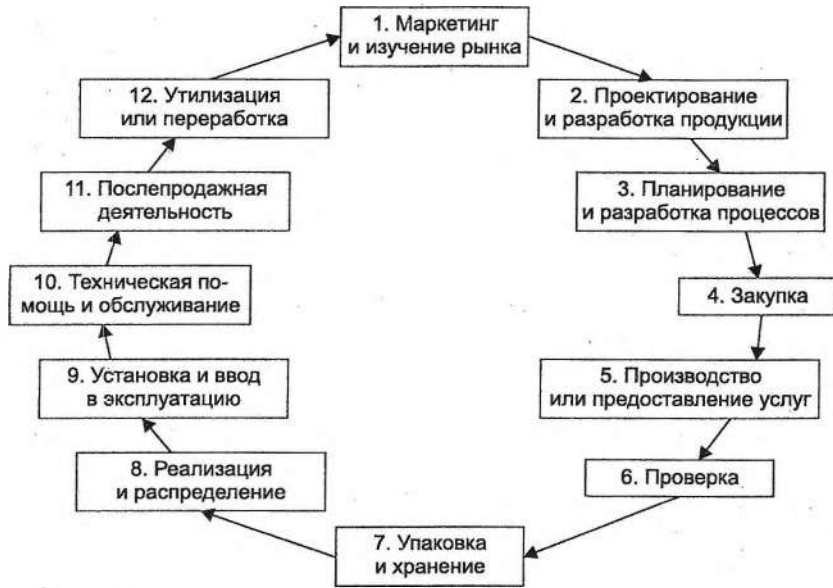 1. Маркетинг
и изучение рынка
2. Проектирование
и разработка продукции
3. Планирование
и разработка процессов
4. Закупка
5. Производство
или предоставление услуг
6. Проверка
7. Упаковка
и хранение
8. Реализация
и распределение
9. Установка и ввод
в эксплуатацию
10. Техническая по-
мощь и обслуживание
11. Послепродажная
деятельность
12. Утилизация
или переработка